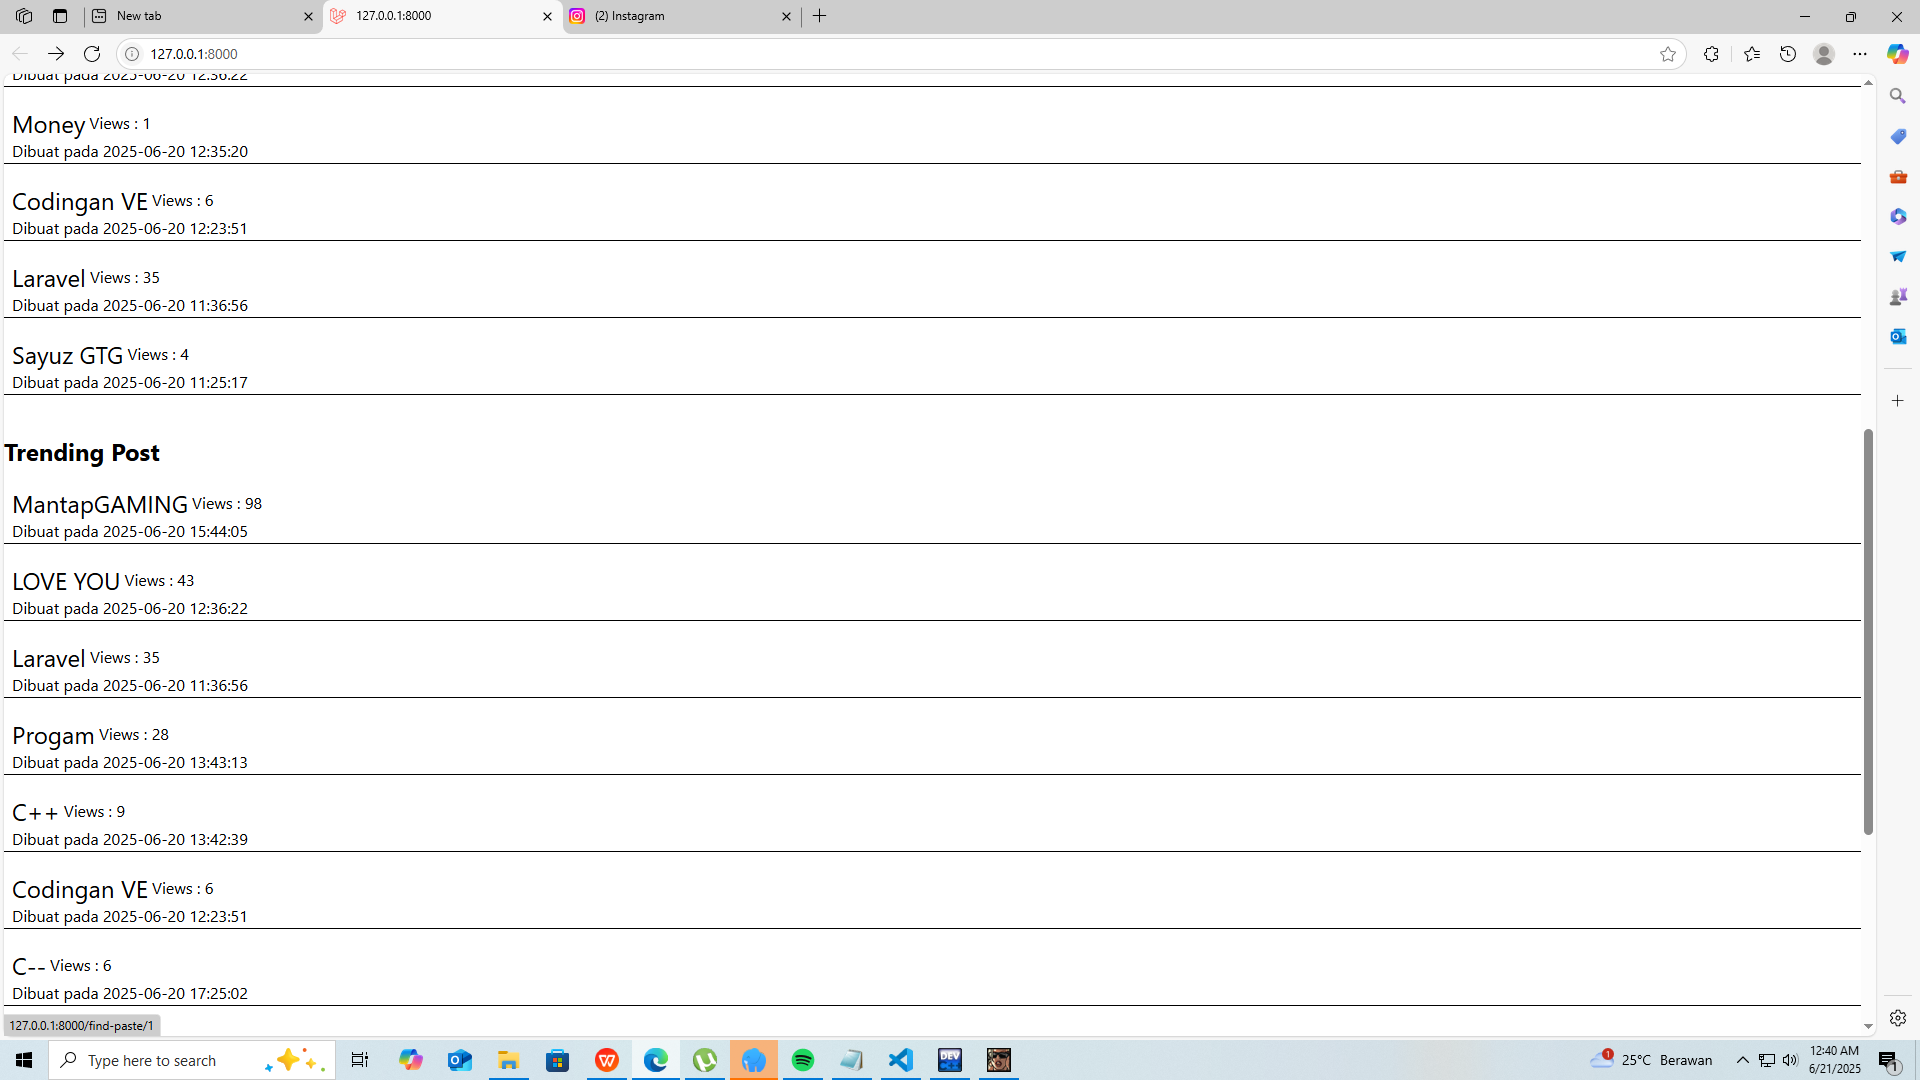 New tab
127.0.0.1:8000
(2) Instagram
127.0.0.1:8000
Dibuat pada 2025-06-20 12:36:22
Money Views : 1
Dibuat pada 2025-06-20 12:35:20
Codingan VE Views : 6
Dibuat pada 2025-06-20 12:23:51
Laravel Views : 35
Dibuat pada 2025-06-20 11:36:56
Sayuz GTG Views : 4
Dibuat pada 2025-06-20 11:25:17
Trending Post
MantapGAMING Views : 98
Dibuat pada 2025-06-20 15:44:05
LOVE YOU Views : 43
Dibuat pada 2025-06-20 12:36:22
Laravel Views : 35
Dibuat pada 2025-06-20 11:36:56
Progam Views : 28
Dibuat pada 2025-06-20 13:43:13
C++ Views : 9
Dibuat pada 2025-06-20 13:42:39
Codingan VE Views : 6
Dibuat pada 2025-06-20 12:23:51
C-- Views : 6
Dibuat pada 2025-06-20 17:25:02
127.0.0.1:8000/find-paste/1
Type here to search
1
25°C Berawan
12:40 AM
6/21/2025
1